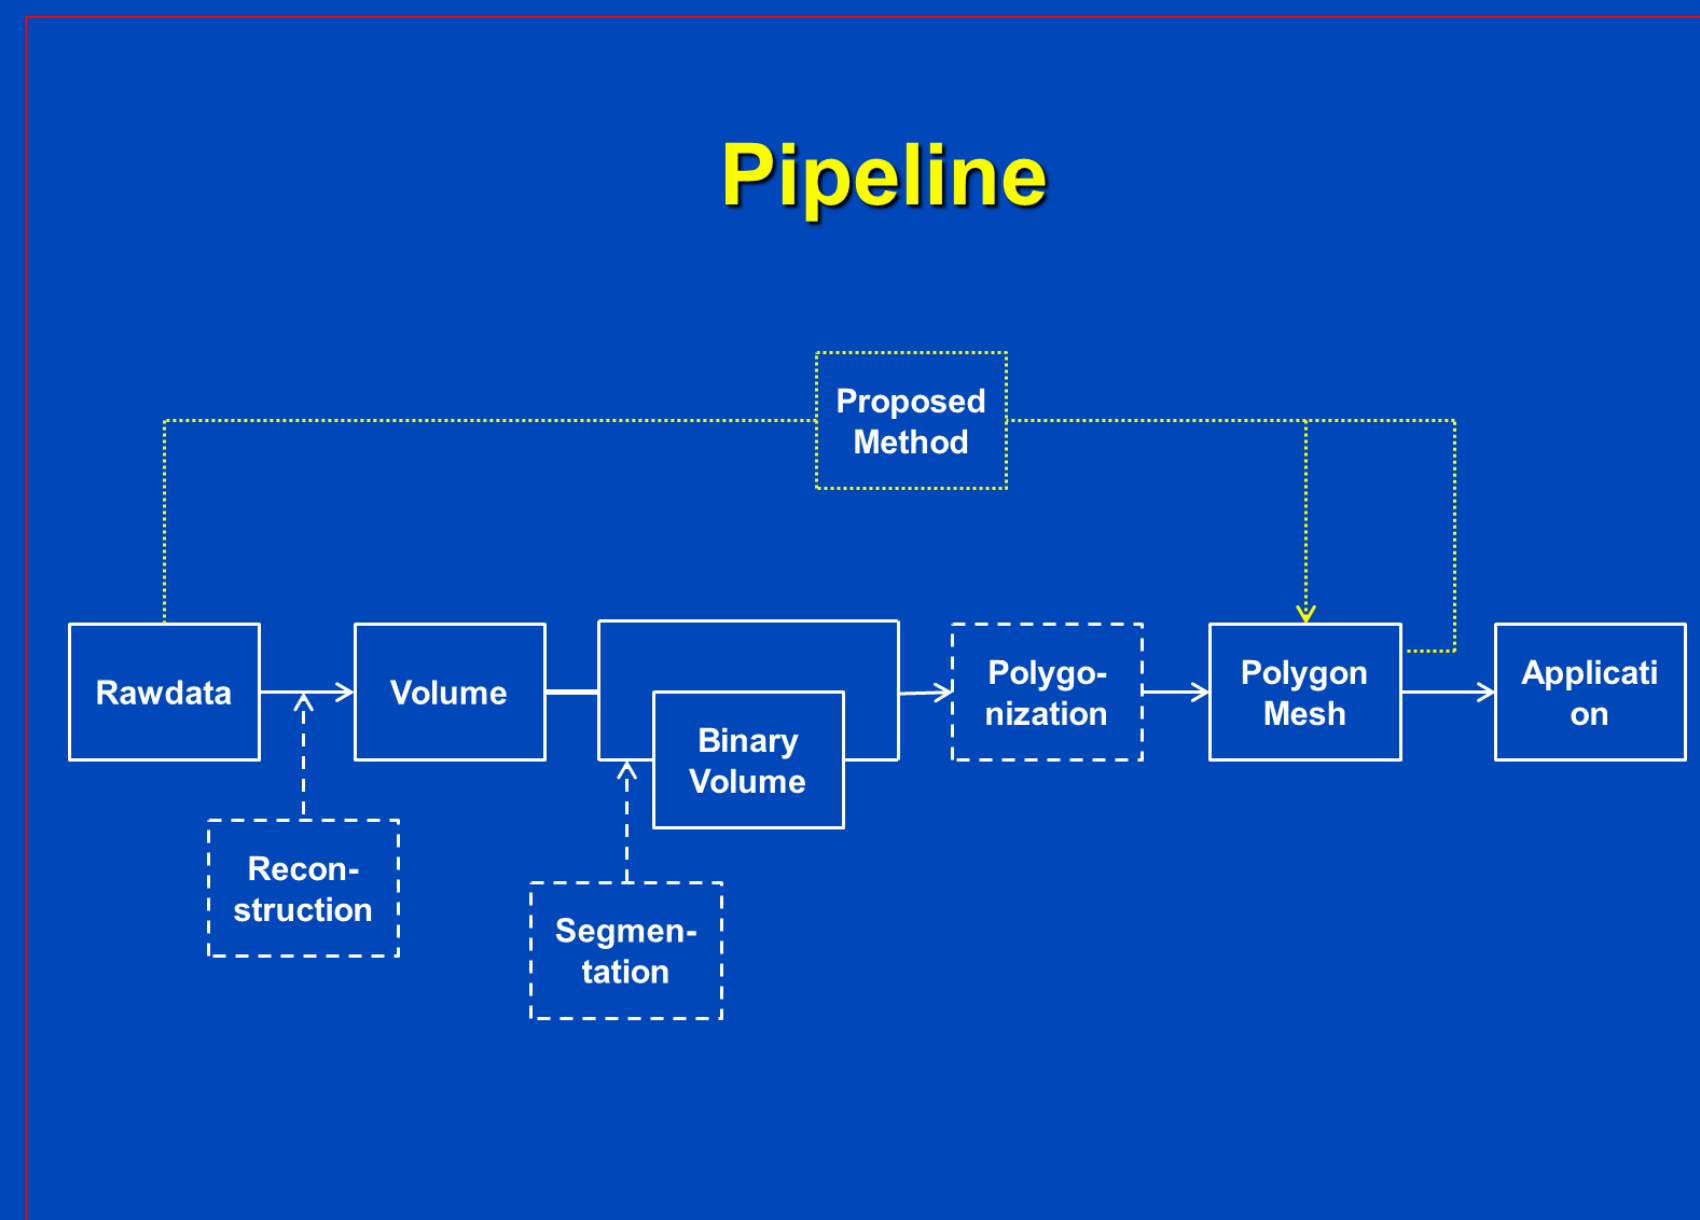 Pipeline
Proposed
Method
Rawdata
Volume
Binary
Volume
Polygo-
nization
Polygon
Mesh
Applicati
on
Recon-
struction
Segmen-
tation